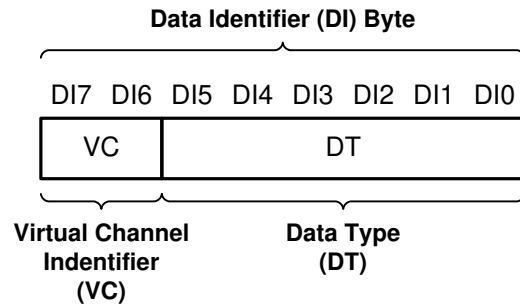 Data Identifier (DI) Byte
DI7 DI6 DI5 DI4 DI3 DI2 DI1 DI0
VC DT
Virtual Channel
Indentifier
(VC)
Data Type
(DT)